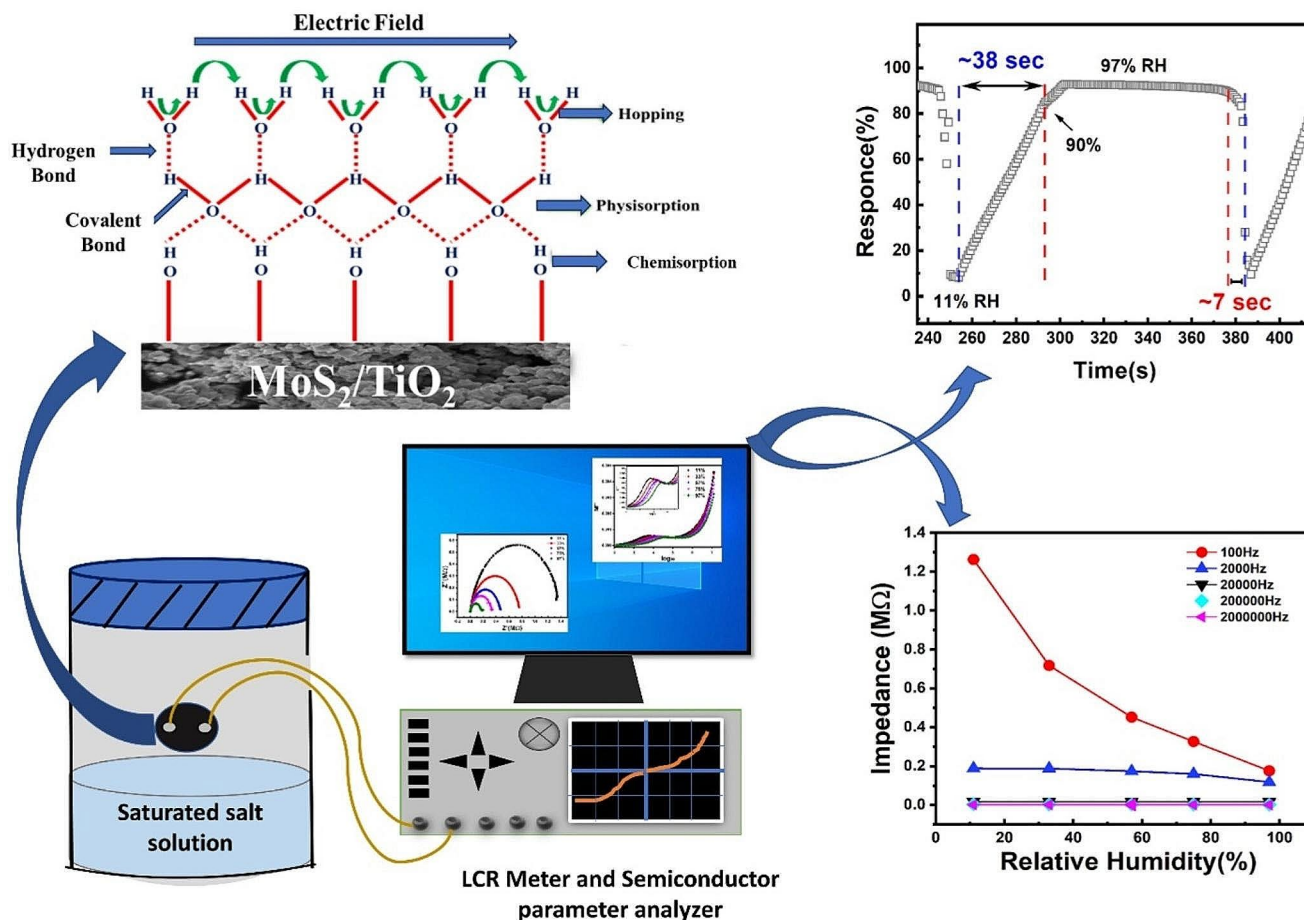 Electric Field
H H H H H H H H H H
O O O O O
Hopping
Hydrogen
Bond
H H H H H
Covalent
Bond
O O O O
Physisorption
H H H H H
O O O O O
Chemisorption
MoS₂/TiO₂
Saturated salt
solution
LCR Meter and Semiconductor
parameter analyzer
Z'(MΩ)
~38 sec
97% RH
90%
11% RH
~7 sec
Responce(%)
100
80
60
40
20
0
240 260 280 300 320 340 360 380 400
Time(s)
100Hz
2000Hz
20000Hz
200000Hz
2000000Hz
Impedance (MΩ)
1.4
1.2
1.0
0.8
0.6
0.4
0.2
0.0
0 20 40 60 80 100
Relative Humidity(%)